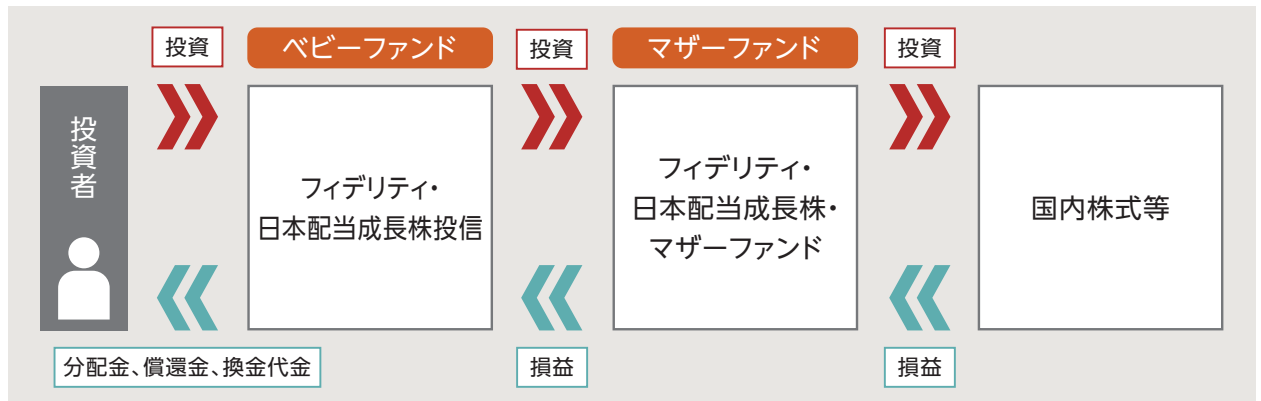 投資
ベビーファンド
投資
マザーファンド
投資
投資者
フィデリティ・
日本配当成長株投信
フィデリティ・
日本配当成長株・
マザーファンド
国内株式等
分配金、償還金、換金代金
損益
損益